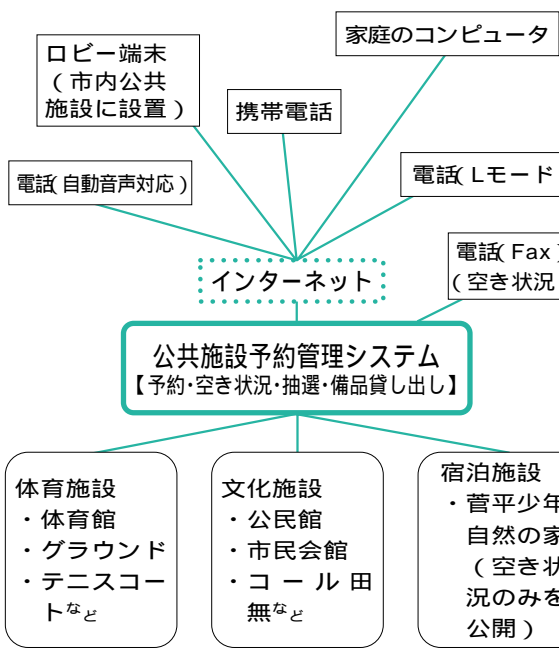 家庭のコンピュータ
ロビー端末
（市内公共
施設に設置）
携帯電話
電話（自動音声対応）
電話（Lモード
電話（Fax）
（空き状況
インターネット
公共施設予約管理システム
【予約・空き状況・抽選・備品貸し出し】
体育施設
・体育館
・グラウンド
・テニスコー
トなど
文化施設
・公民館
・市民会館
・コール田
無など
宿泊施設
・菅平少年
自然の家
（空き状
況のみを
公開）